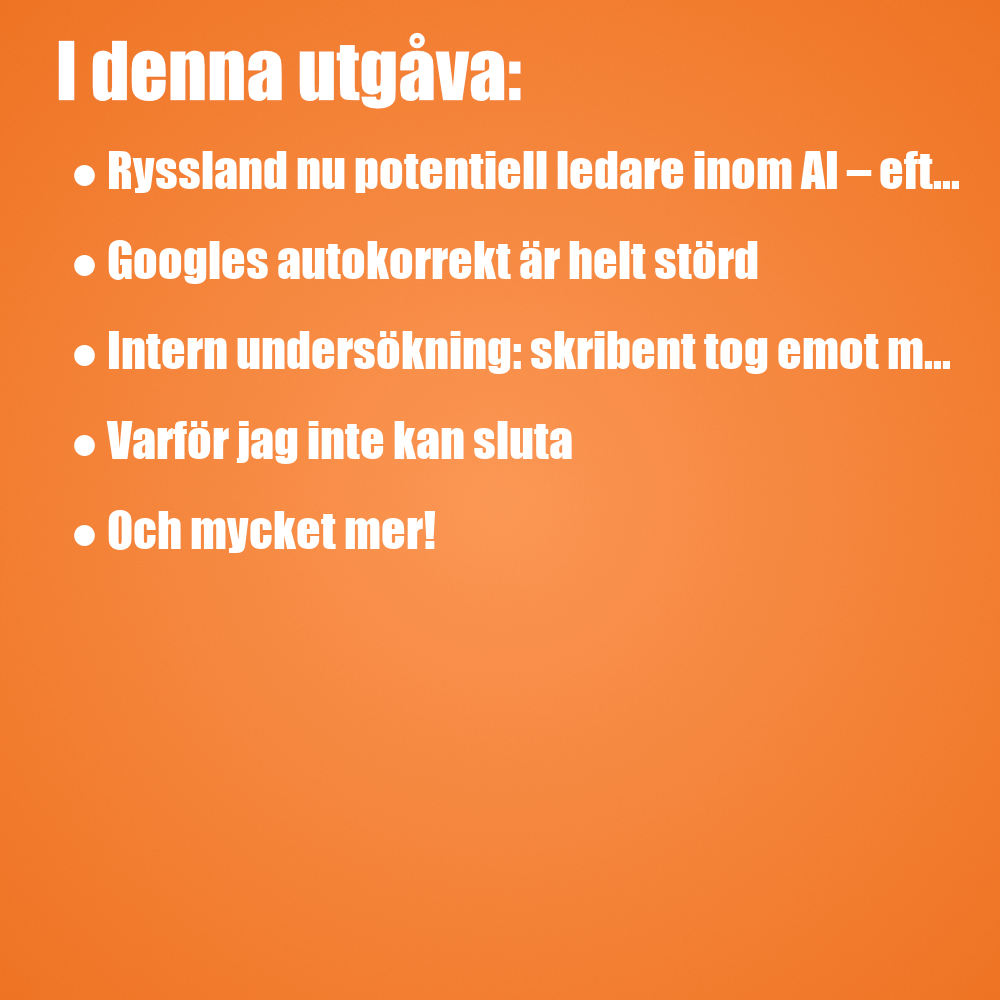 I denna utgåva:
• Ryssland nu potentiell ledare inom AI – eft...
• Googles autokorrekt är helt störd
• Intern undersökning: skribent tog emot m...
• Varför jag inte kan sluta
• Och mycket mer!